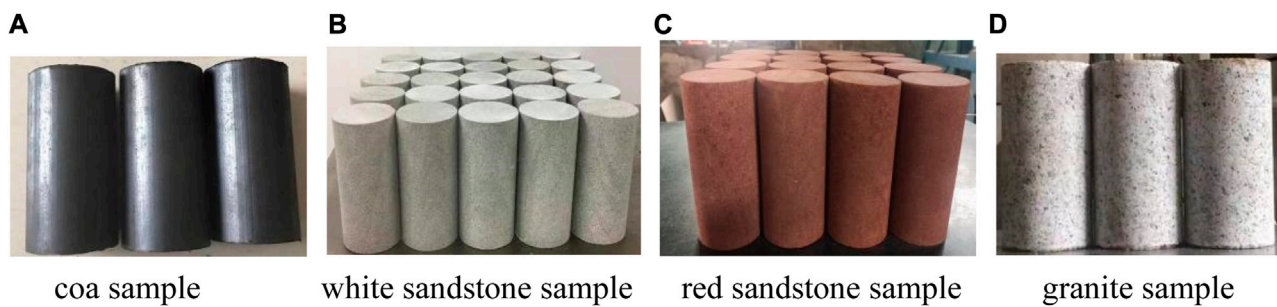 A
B
C
D
coa sample
white sandstone sample
red sandstone sample
granite sample